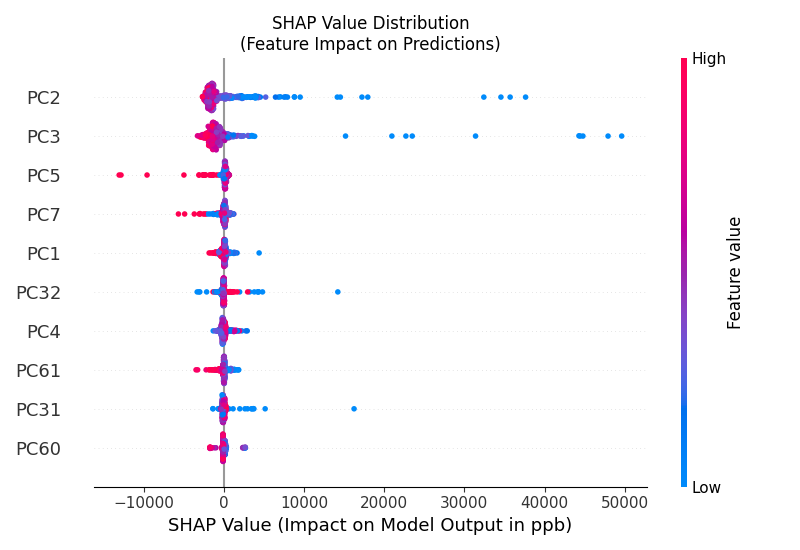 SHAP Value Distribution
(Feature Impact on Predictions)
High
PC2
PC3
PC5
PC7
PC1
PC32
PC4
PC61
PC31
PC60
Feature value
Low
−10000 0 10000 20000 30000 40000 50000
SHAP Value (Impact on Model Output in ppb)